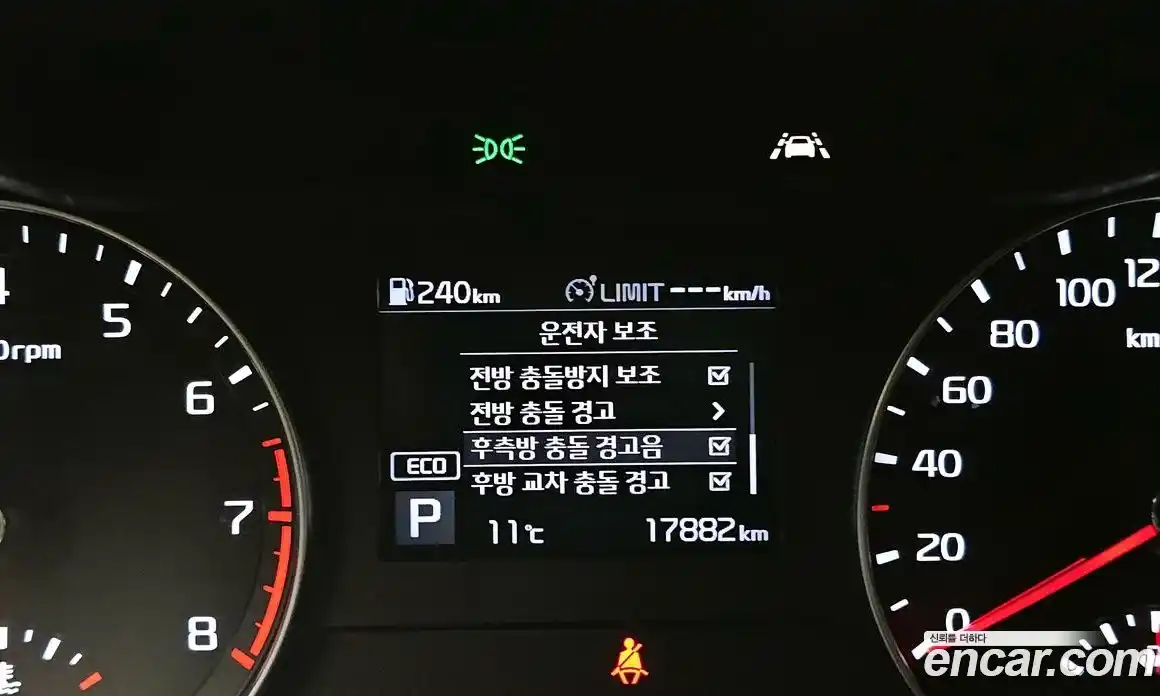 240km LIMIT---km/h
운전자 보조
전방 충돌방지 보조
전방 충돌 경고
후측방 충돌 경고음
후방 교차 충돌 경고
ECO
P 11℃ 17882km
5
6
7
8
rpm
100
80
60
40
20
0
km
신뢰를 더하다
encar.com